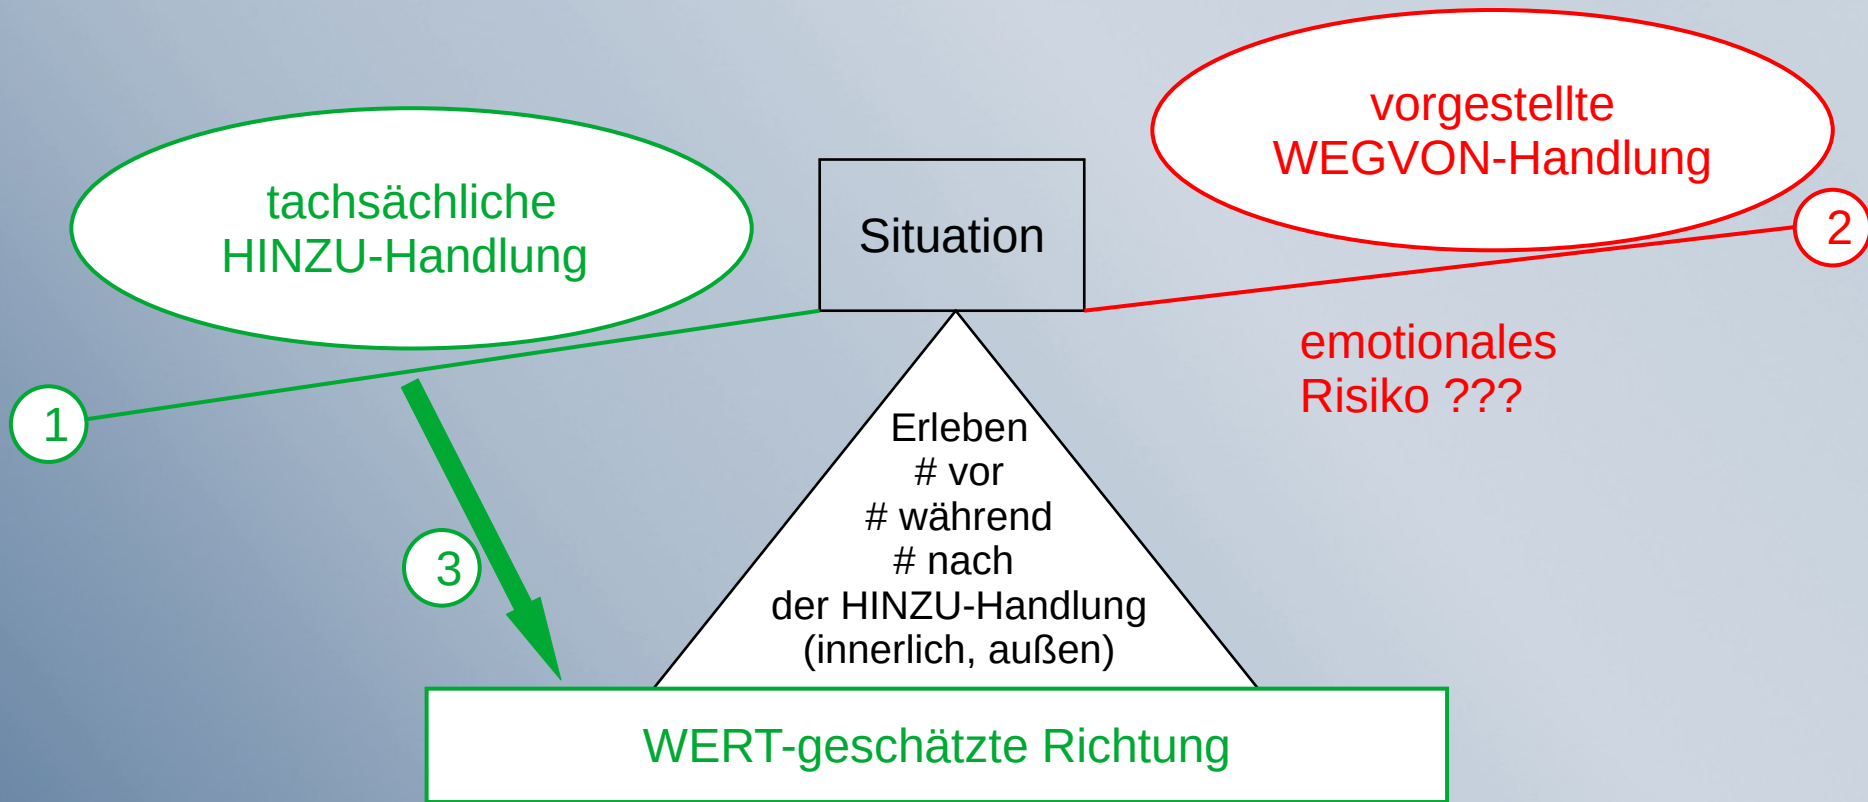 tachsächliche
HINZU-Handlung
1
Situation
vorgestellte
WEGVON-Handlung
2
emotionales
Risiko ???
3
Erleben
# vor
# während
# nach
der HINZU-Handlung
(innerlich, außen)
WERT-geschätzte Richtung